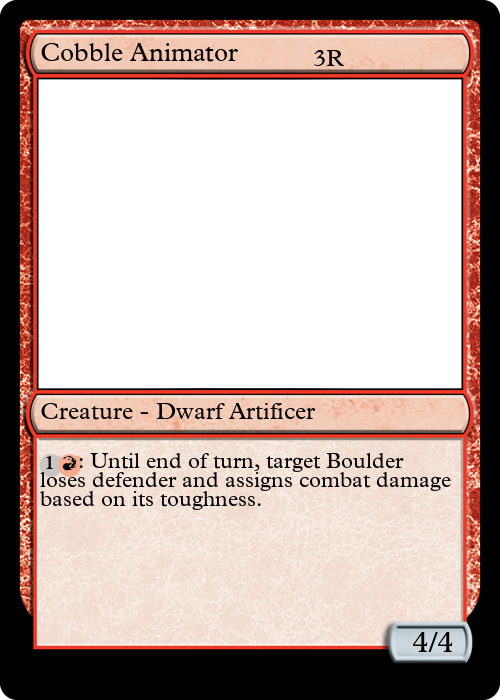 Cobble Animator 3R
Creature - Dwarf Artificer
1 : Until end of turn, target Boulder
loses defender and assigns combat damage
based on its toughness.
4/4